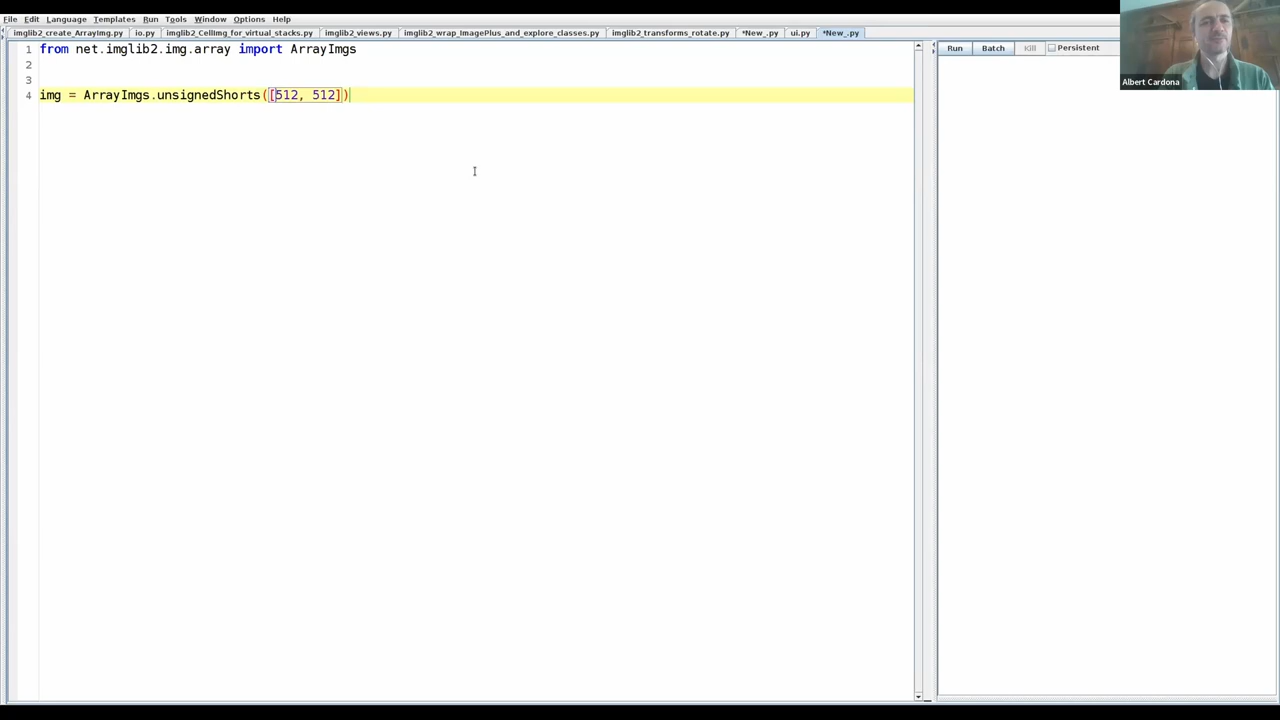 File Edit Language Templates Run Tools Window Options Help
imglib2_create_ArrayImg.py io.py imglib2_CellImg_for_virtual_stacks.py imglib2_views.py imglib2_wrap_ImagePlus_and_explore_classes.py imglib2_transforms_rotate.py *New_.py ui.py *New_.py
Run Batch Kill Persistent
Albert Cardona
1 from net.imglib2.img.array import ArrayImgs
2
3
4 img = ArrayImgs.unsignedShorts([512, 512])